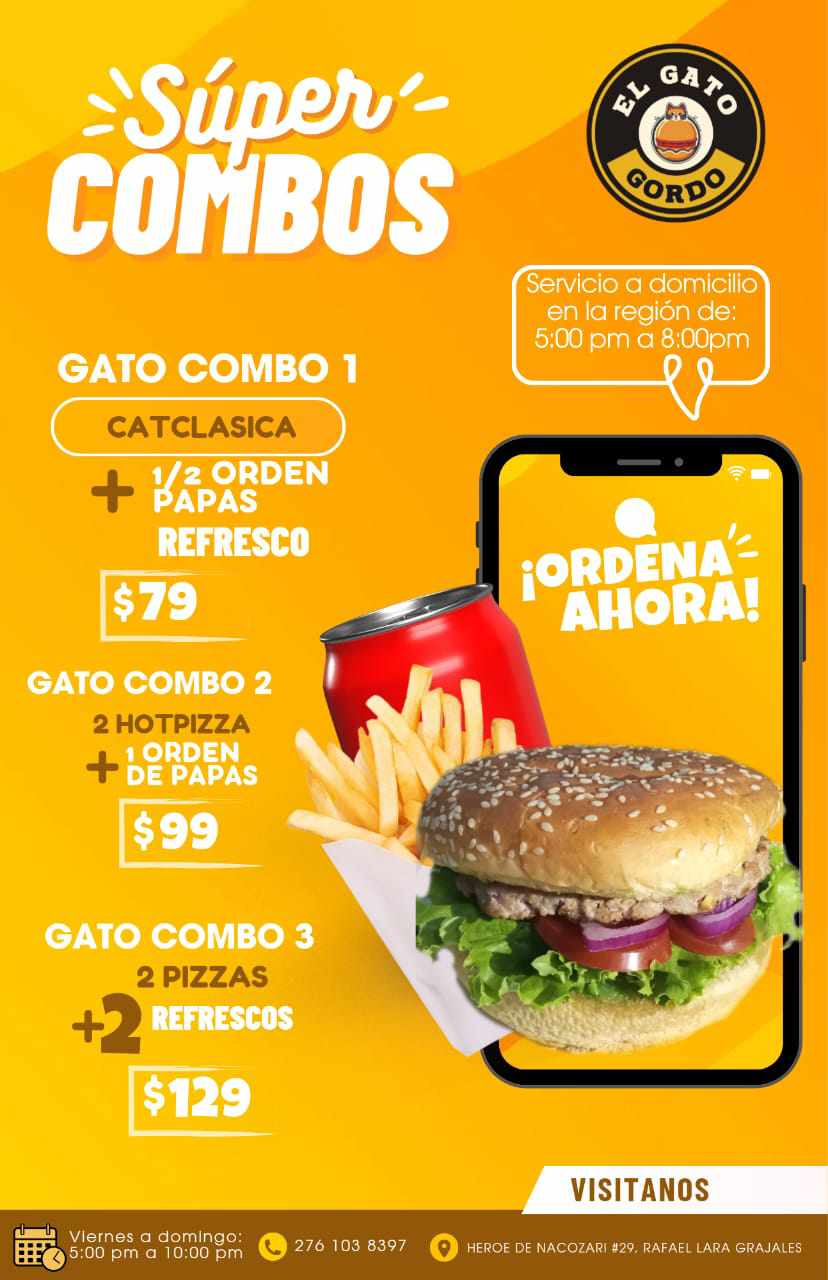 Súper
COMBOS
EL GATO
GORDO
Servicio a domicilio
en la región de:
5:00 pm a 8:00pm
GATO COMBO 1
CATCLASICA
+ 1/2 ORDEN
PAPAS
REFRESCO
$79
¡ORDENA
AHORA!
GATO COMBO 2
2 HOTPIZZA
+ 1 ORDEN
DE PAPAS
$99
GATO COMBO 3
2 PIZZAS
+2 REFRESCOS
$129
VISITANOS
Viernes a domingo:
5:00 pm a 10:00 pm
276 103 8397
HEROE DE NACOZARI #29, RAFAEL LARA GRAJALES